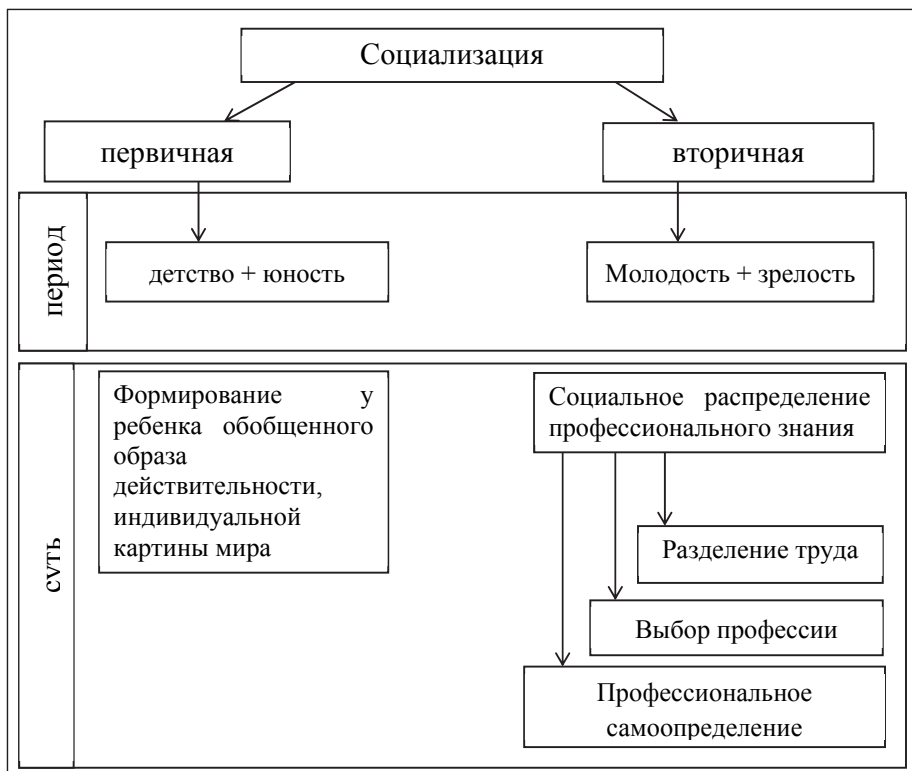 Социализация
первичная
вторичная
период
детство + юность
Молодость + зрелость
суть
Формирование у
ребенка обобщенного
образа
действительности,
индивидуальной
картины мира
Социальное распределение
профессионального знания
Разделение труда
Выбор профессии
Профессиональное
самоопределение